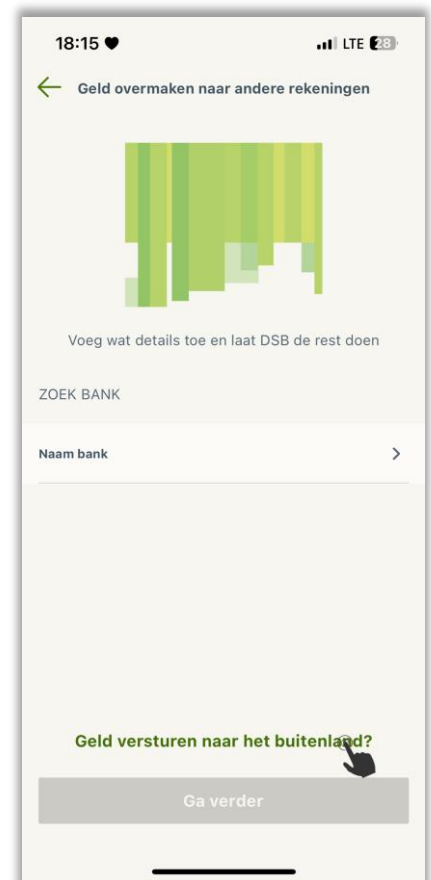 18:15 LTE 28
Geld overmaken naar andere rekeningen
Voeg wat details toe en laat DSB de rest doen
ZOEK BANK
Naam bank
Geld versturen naar het buitenland?
Ga verder